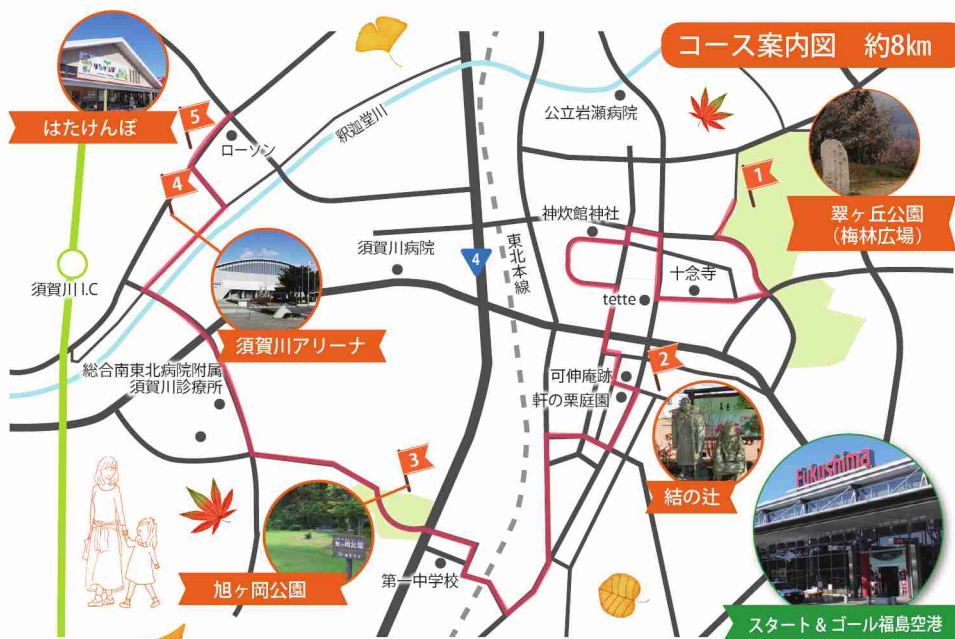 コース案内図　約8km
はたけんぼ
5
ローソン
釈迦堂川
公立岩瀬病院
1
翠ヶ丘公園
(梅林広場)
4
神炊館神社
須賀川病院
4
東北本線
十念寺
須賀川I.C
tette
須賀川アリーナ
総合南東北病院附属
須賀川診療所
可伸庵跡
軒の栗庭園
2
結の辻
3
旭ヶ岡公園
第一中学校
Fukushima
スタート＆ゴール福島空港